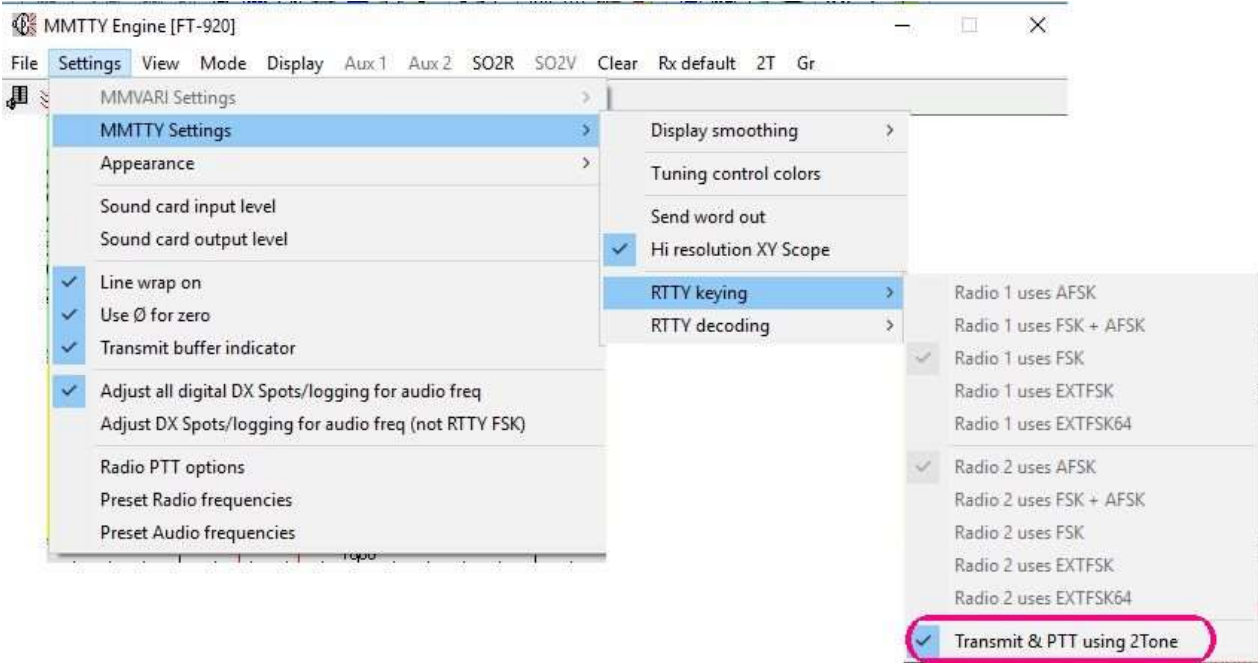 MMTTY Engine [FT-920]
File Settings View Mode Display Aux 1 Aux 2 SO2R SO2V Clear Rx default 2T Gr
MMVARI Settings
MMTTY Settings
Appearance
Sound card input level
Sound card output level
Line wrap on
Use Ø for zero
Transmit buffer indicator
Adjust all digital DX Spots/logging for audio freq
Adjust DX Spots/logging for audio freq (not RTTY FSK)
Radio PTT options
Preset Radio frequencies
Preset Audio frequencies
Display smoothing
Tuning control colors
Send word out
Hi resolution XY Scope
RTTY keying
RTTY decoding
Radio 1 uses AFSK
Radio 1 uses FSK + AFSK
Radio 1 uses FSK
Radio 1 uses EXTFSK
Radio 1 uses EXTFSK64
Radio 2 uses AFSK
Radio 2 uses FSK + AFSK
Radio 2 uses FSK
Radio 2 uses EXTFSK
Radio 2 uses EXTFSK64
Transmit & PTT using 2Tone